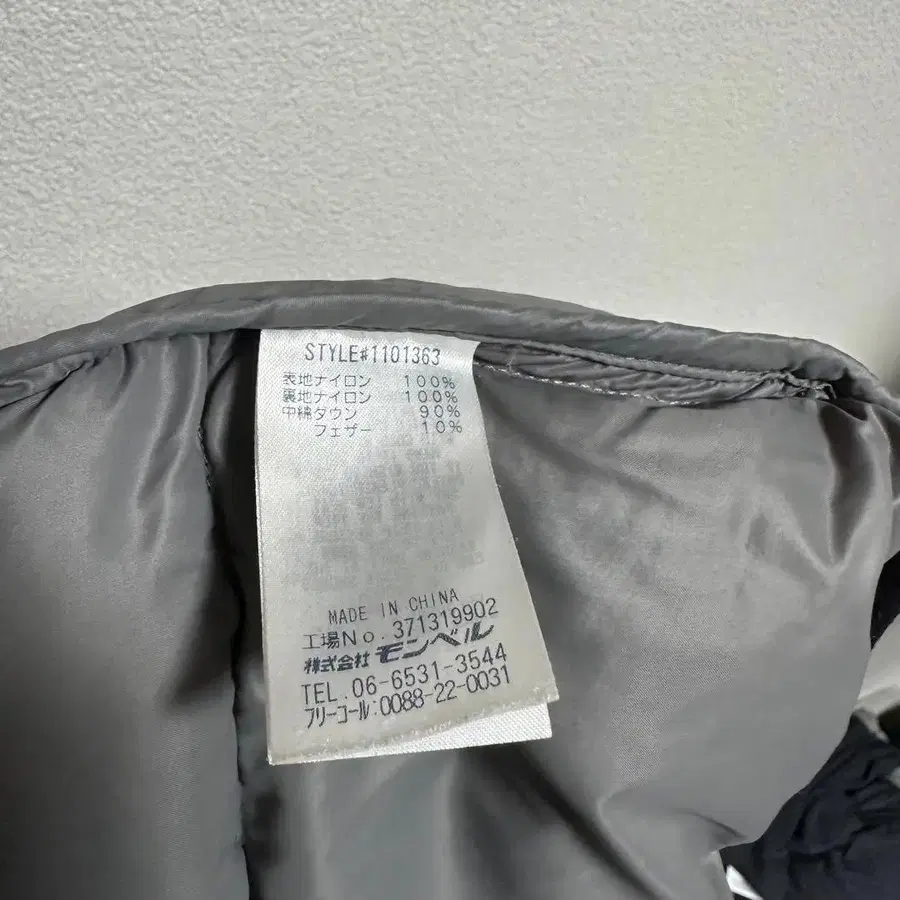 STYLE#1101363
表地ナイロン 100%
裏地ナイロン 100%
中綿ダウン 90%
フェザー 10%
MADE IN CHINA
工場No.371319902
株式会社 モンベル
TEL.06-6531-3544
フリーコール:0088-22-0031